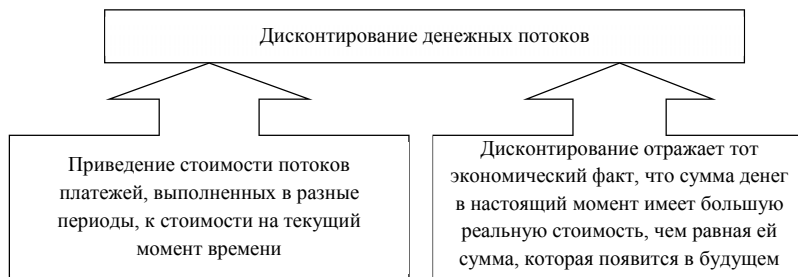 Дисконтирование денежных потоков
Приведение стоимости потоков
платежей, выполненных в разные
периоды, к стоимости на текущий
момент времени
Дисконтирование отражает тот
экономический факт, что сумма денег
в настоящий момент имеет большую
реальную стоимость, чем равная ей
сумма, которая появится в будущем